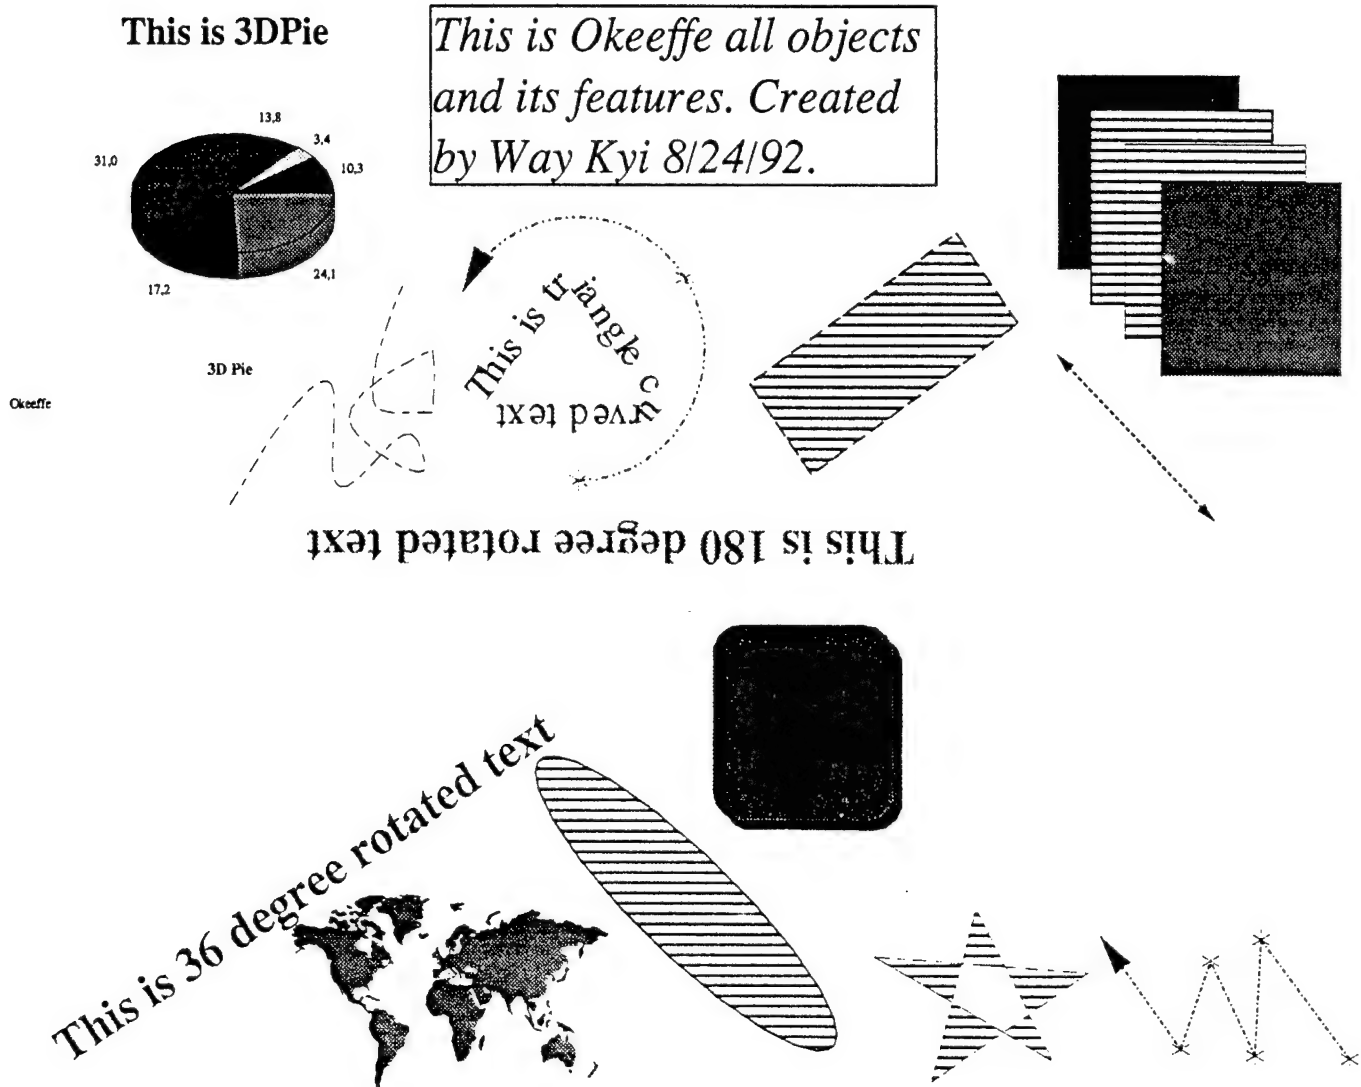 This is 3DPie
This is Okeeffe all objects
and its features. Created
by Way Kyi 8/24/92.
13,8
3,4
31,0
10,3
17,2
24,1
3D Pie
Okeeffe
This is triangle curved text
This is 180 degree rotated text
This is 36 degree rotated text